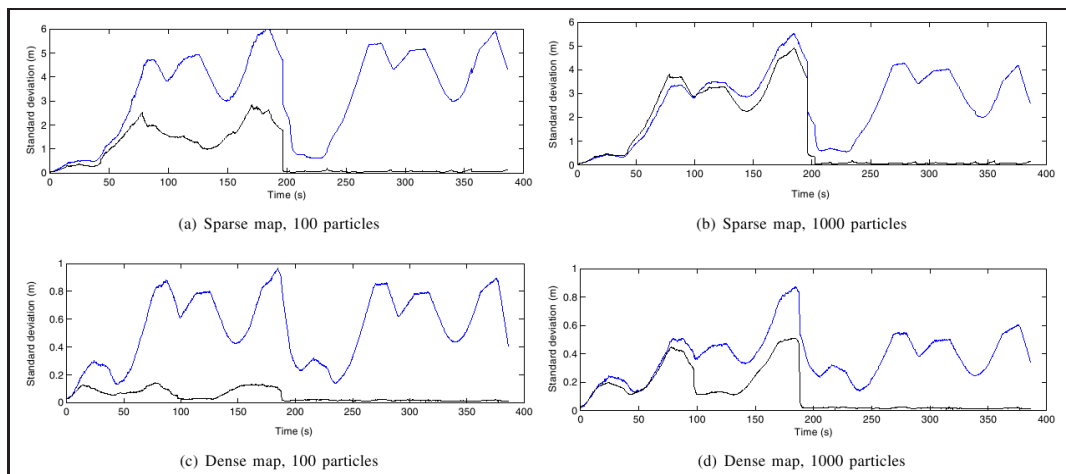 Standard deviation (m)
6
5
4
3
2
1
0
0 50 100 150 200 250 300 350 400
Time (s)
(a) Sparse map, 100 particles
Standard deviation (m)
6
5
4
3
2
1
0
0 50 100 150 200 250 300 350 400
Time (s)
(b) Sparse map, 1000 particles
Standard deviation (m)
1
0.8
0.6
0.4
0.2
0
0 50 100 150 200 250 300 350 400
Time (s)
(c) Dense map, 100 particles
Standard deviation (m)
1
0.8
0.6
0.4
0.2
0
0 50 100 150 200 250 300 350 400
Time (s)
(d) Dense map, 1000 particles